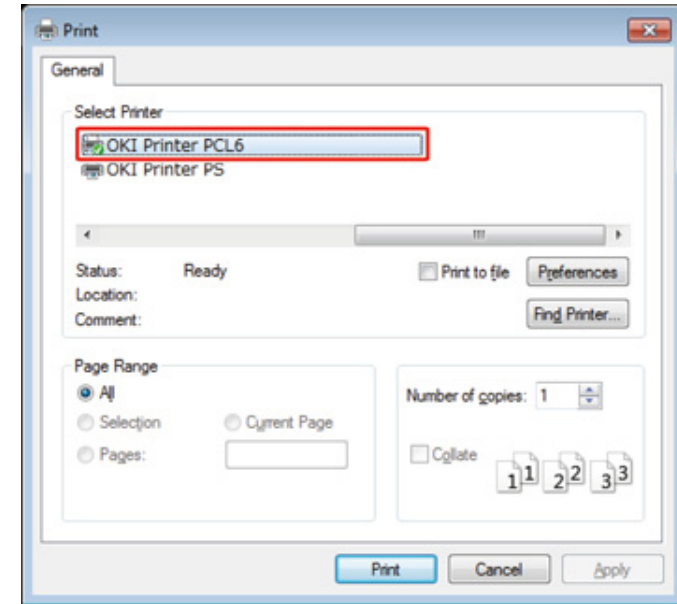 Print
General
Select Printer
OKI Printer PCL6
OKI Printer PS
Status: Ready
Print to file
Preferences
Location:
Comment:
Find Printer...
Page Range
All
Selection
Current Page
Pages:
Number of copies: 1
Collate
1 1 2 2 3 3
Print
Cancel
Apply